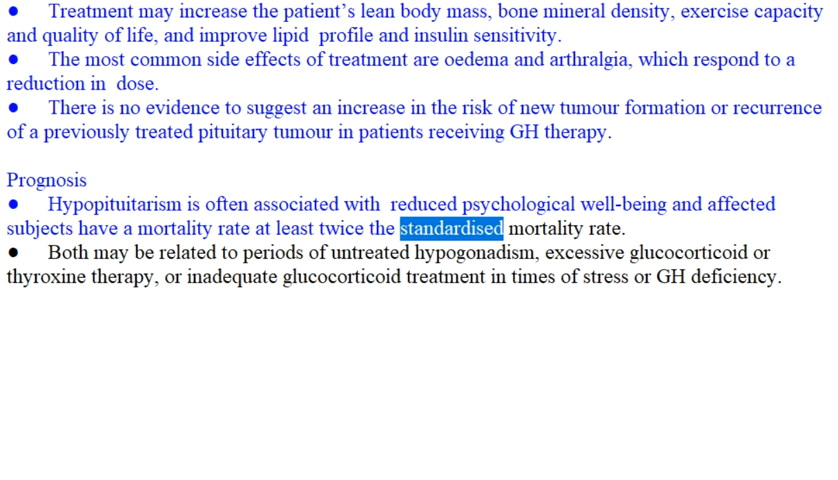 ● Treatment may increase the patient’s lean body mass, bone mineral density, exercise capacity
and quality of life, and improve lipid profile and insulin sensitivity.
● The most common side effects of treatment are oedema and arthralgia, which respond to a
reduction in dose.
● There is no evidence to suggest an increase in the risk of new tumour formation or recurrence
of a previously treated pituitary tumour in patients receiving GH therapy.
Prognosis
● Hypopituitarism is often associated with reduced psychological well-being and affected
subjects have a mortality rate at least twice the standardised mortality rate.
● Both may be related to periods of untreated hypogonadism, excessive glucocorticoid or
thyroxine therapy, or inadequate glucocorticoid treatment in times of stress or GH deficiency.